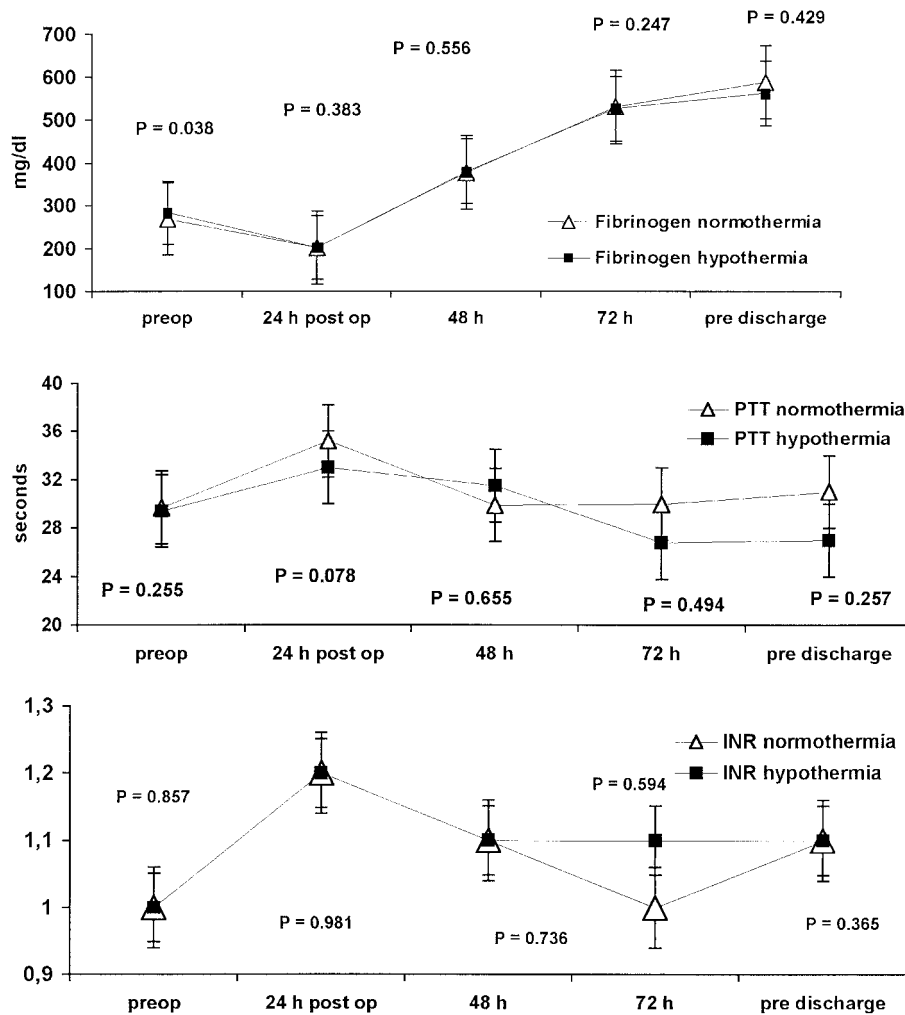 P = 0.429
P = 0.247
700
P = 0.556
600
P = 0.383
500
P = 0.038
400
mg/dl
300
Fibrinogen normothermia
200
Fibrinogen hypothermia
100
preop 24 h post op 48 h 72 h pre discharge
40
PTT normothermia
36
PTT hypothermia
32
seconds
28
24
P = 0.255
P = 0.078
P = 0.655
P = 0.494
P = 0.257
20
preop 24 h post op 48 h 72 h pre discharge
1,3
INR normothermia
INR hypothermia
1,2
P = 0.857
P = 0.594
1,1
1
P = 0.981
P = 0.736
P = 0.365
0,9
preop 24 h post op 48 h 72 h pre discharge